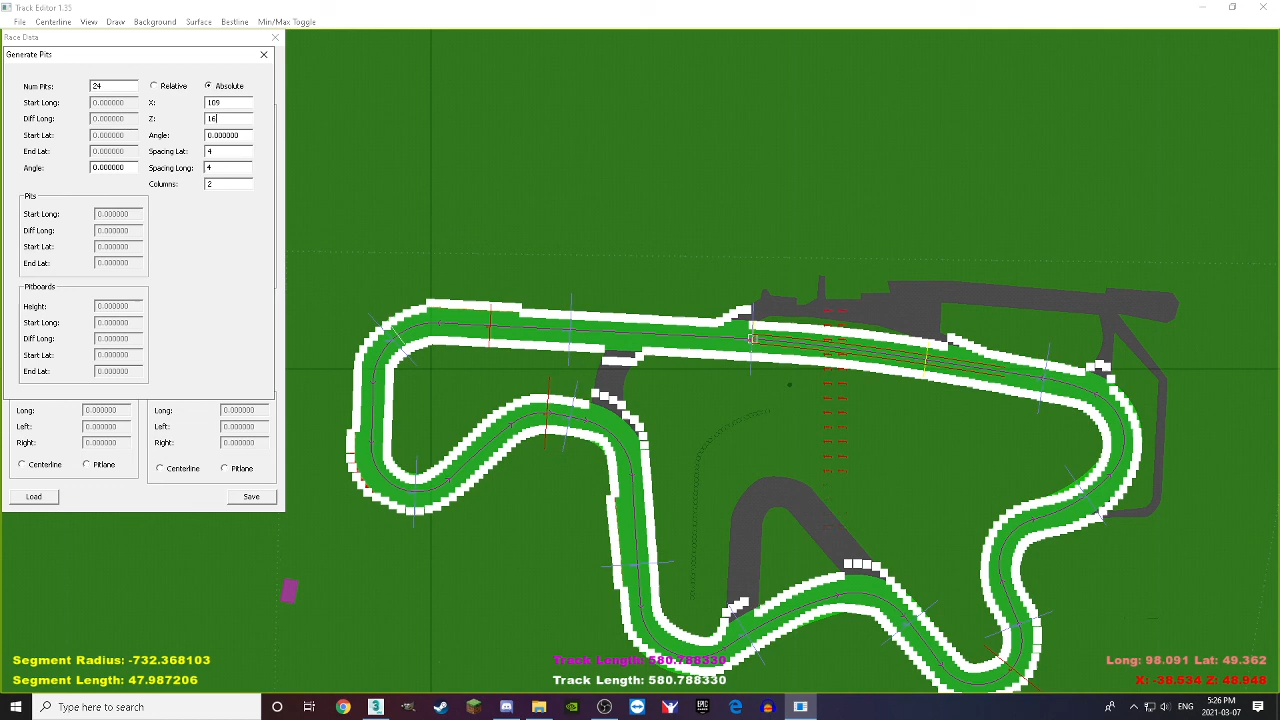 Track Editor 1.35
File Centerline View Draw Background Surface Bestline Min/Max Toggle
Race Data
Generate Pits
Num Pits: 24 Relative Absolute
Start Long: 0.000000 X: 109
Diff Long: 0.000000 Z: 16
Start Lat: 0.000000 Angle: 0.000000
End Lat: 0.000000 Spacing Lat: 4
Angle: 0.000000 Spacing Long: 4
Columns: 2
Pits
Start Long: 0.000000
Diff Long: 0.000000
Start Lat: 0.000000
End Lat: 0.000000
Pitboards
Height: 0.000000
Start Long: 0.000000
Diff Long: 0.000000
Start Lat: 0.000000
End Lat: 0.000000
Long: 0.000000 Long: 0.000000
Left: 0.000000 Left: 0.000000
Right: 0.000000 Right: 0.000000
Centerline Pitlane Centerline Pitlane
Load Save
Segment Radius: -732.368103 Track Length: 580.788330 Long: 98.091 Lat: 49.362
Segment Length: 47.987206 Track Length: 580.788330 X: -38.534 Z: 48.948
Type here to search ENG 5:26 PM
2021-03-07